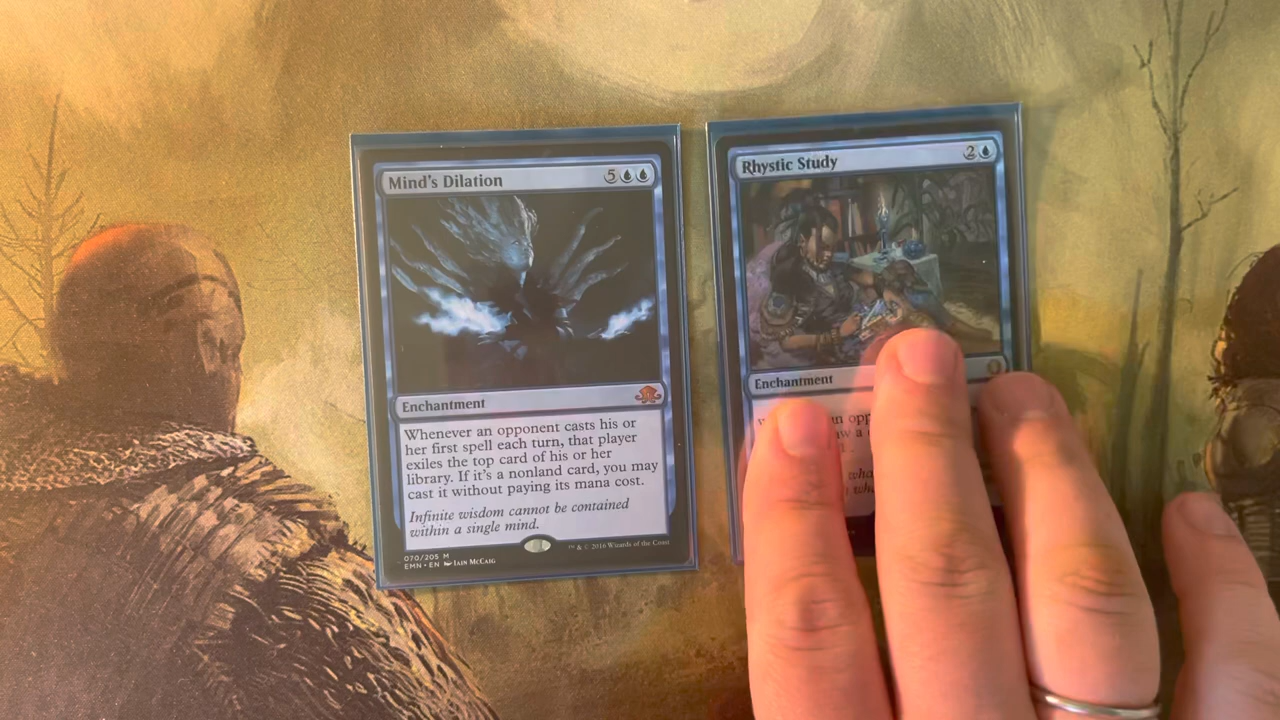 Mind's Dilation 5
Enchantment
Whenever an opponent casts his or
her first spell each turn, that player
exiles the top card of his or her
library. If it's a nonland card, you may
cast it without paying its mana cost.
Infinite wisdom cannot be contained
within a single mind.
070/205 M
EMN • EN Iain McCaig
™ & © 2016 Wizards of the Coast
Rhystic Study 2
Enchantment
an opp